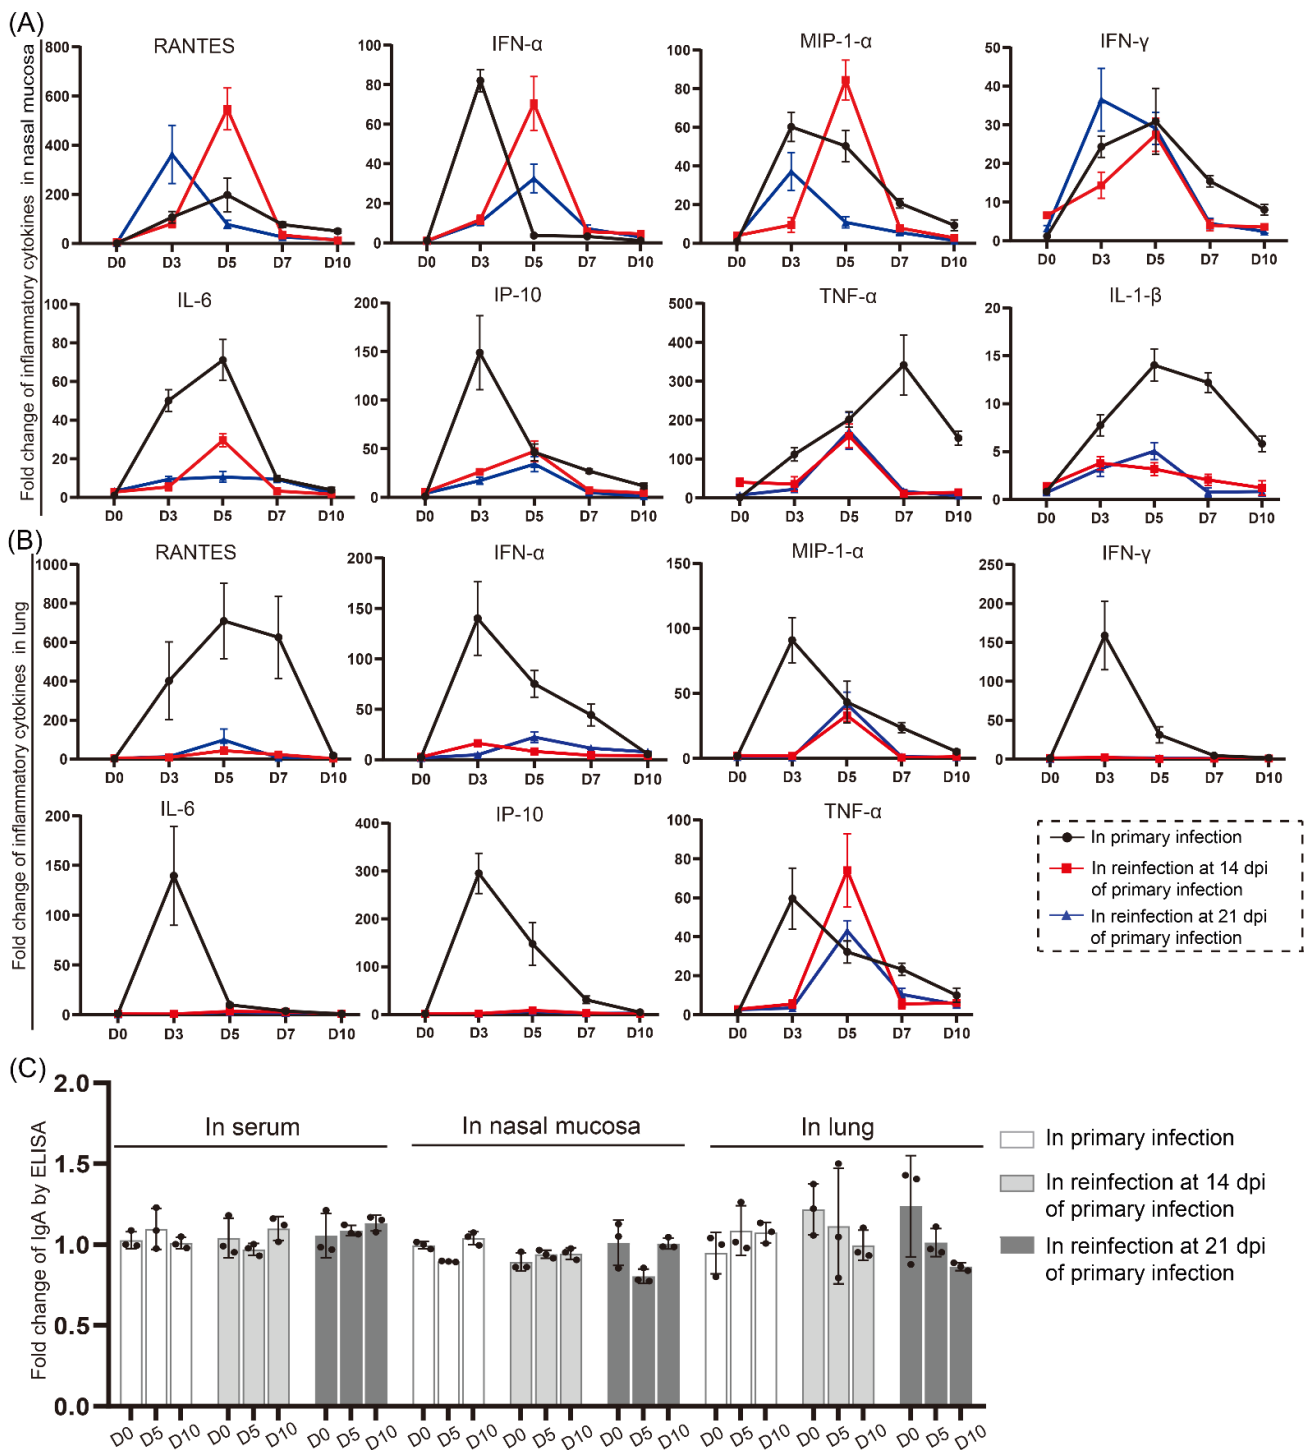 (A)
Fold change of inflammatory cytokines in nasal mucosa
RANTES
800
600
400
200
0
D0 D3 D5 D7 D10
IFN-α
100
80
60
40
20
0
D0 D3 D5 D7 D10
MIP-1-α
100
80
60
40
20
0
D0 D3 D5 D7 D10
IFN-γ
50
40
30
20
10
0
D0 D3 D5 D7 D10
IL-6
100
80
60
40
20
0
D0 D3 D5 D7 D10
IP-10
200
150
100
50
0
D0 D3 D5 D7 D10
TNF-α
500
400
300
200
100
0
D0 D3 D5 D7 D10
IL-1-β
20
15
10
5
0
D0 D3 D5 D7 D10
(B)
Fold change of inflammatory cytokines in lung
RANTES
1000
800
600
400
200
0
D0 D3 D5 D7 D10
IFN-α
200
150
100
50
0
D0 D3 D5 D7 D10
MIP-1-α
150
100
50
0
D0 D3 D5 D7 D10
IFN-γ
250
200
150
100
50
0
D0 D3 D5 D7 D10
IL-6
200
150
100
50
0
D0 D3 D5 D7 D10
IP-10
400
300
200
100
0
D0 D3 D5 D7 D10
TNF-α
100
80
60
40
20
0
D0 D3 D5 D7 D10
In primary infection
In reinfection at 14 dpi
of primary infection
In reinfection at 21 dpi
of primary infection
(C)
Fold change of IgA by ELISA
2.0
1.5
1.0
0.5
0.0
In serum
In nasal mucosa
In lung
D0 D5 D10 D0 D5 D10 D0 D5 D10 D0 D5 D10 D0 D5 D10 D0 D5 D10 D0 D5 D10 D0 D5 D10 D0 D5 D10
In primary infection
In reinfection at 14 dpi
of primary infection
In reinfection at 21 dpi
of primary infection